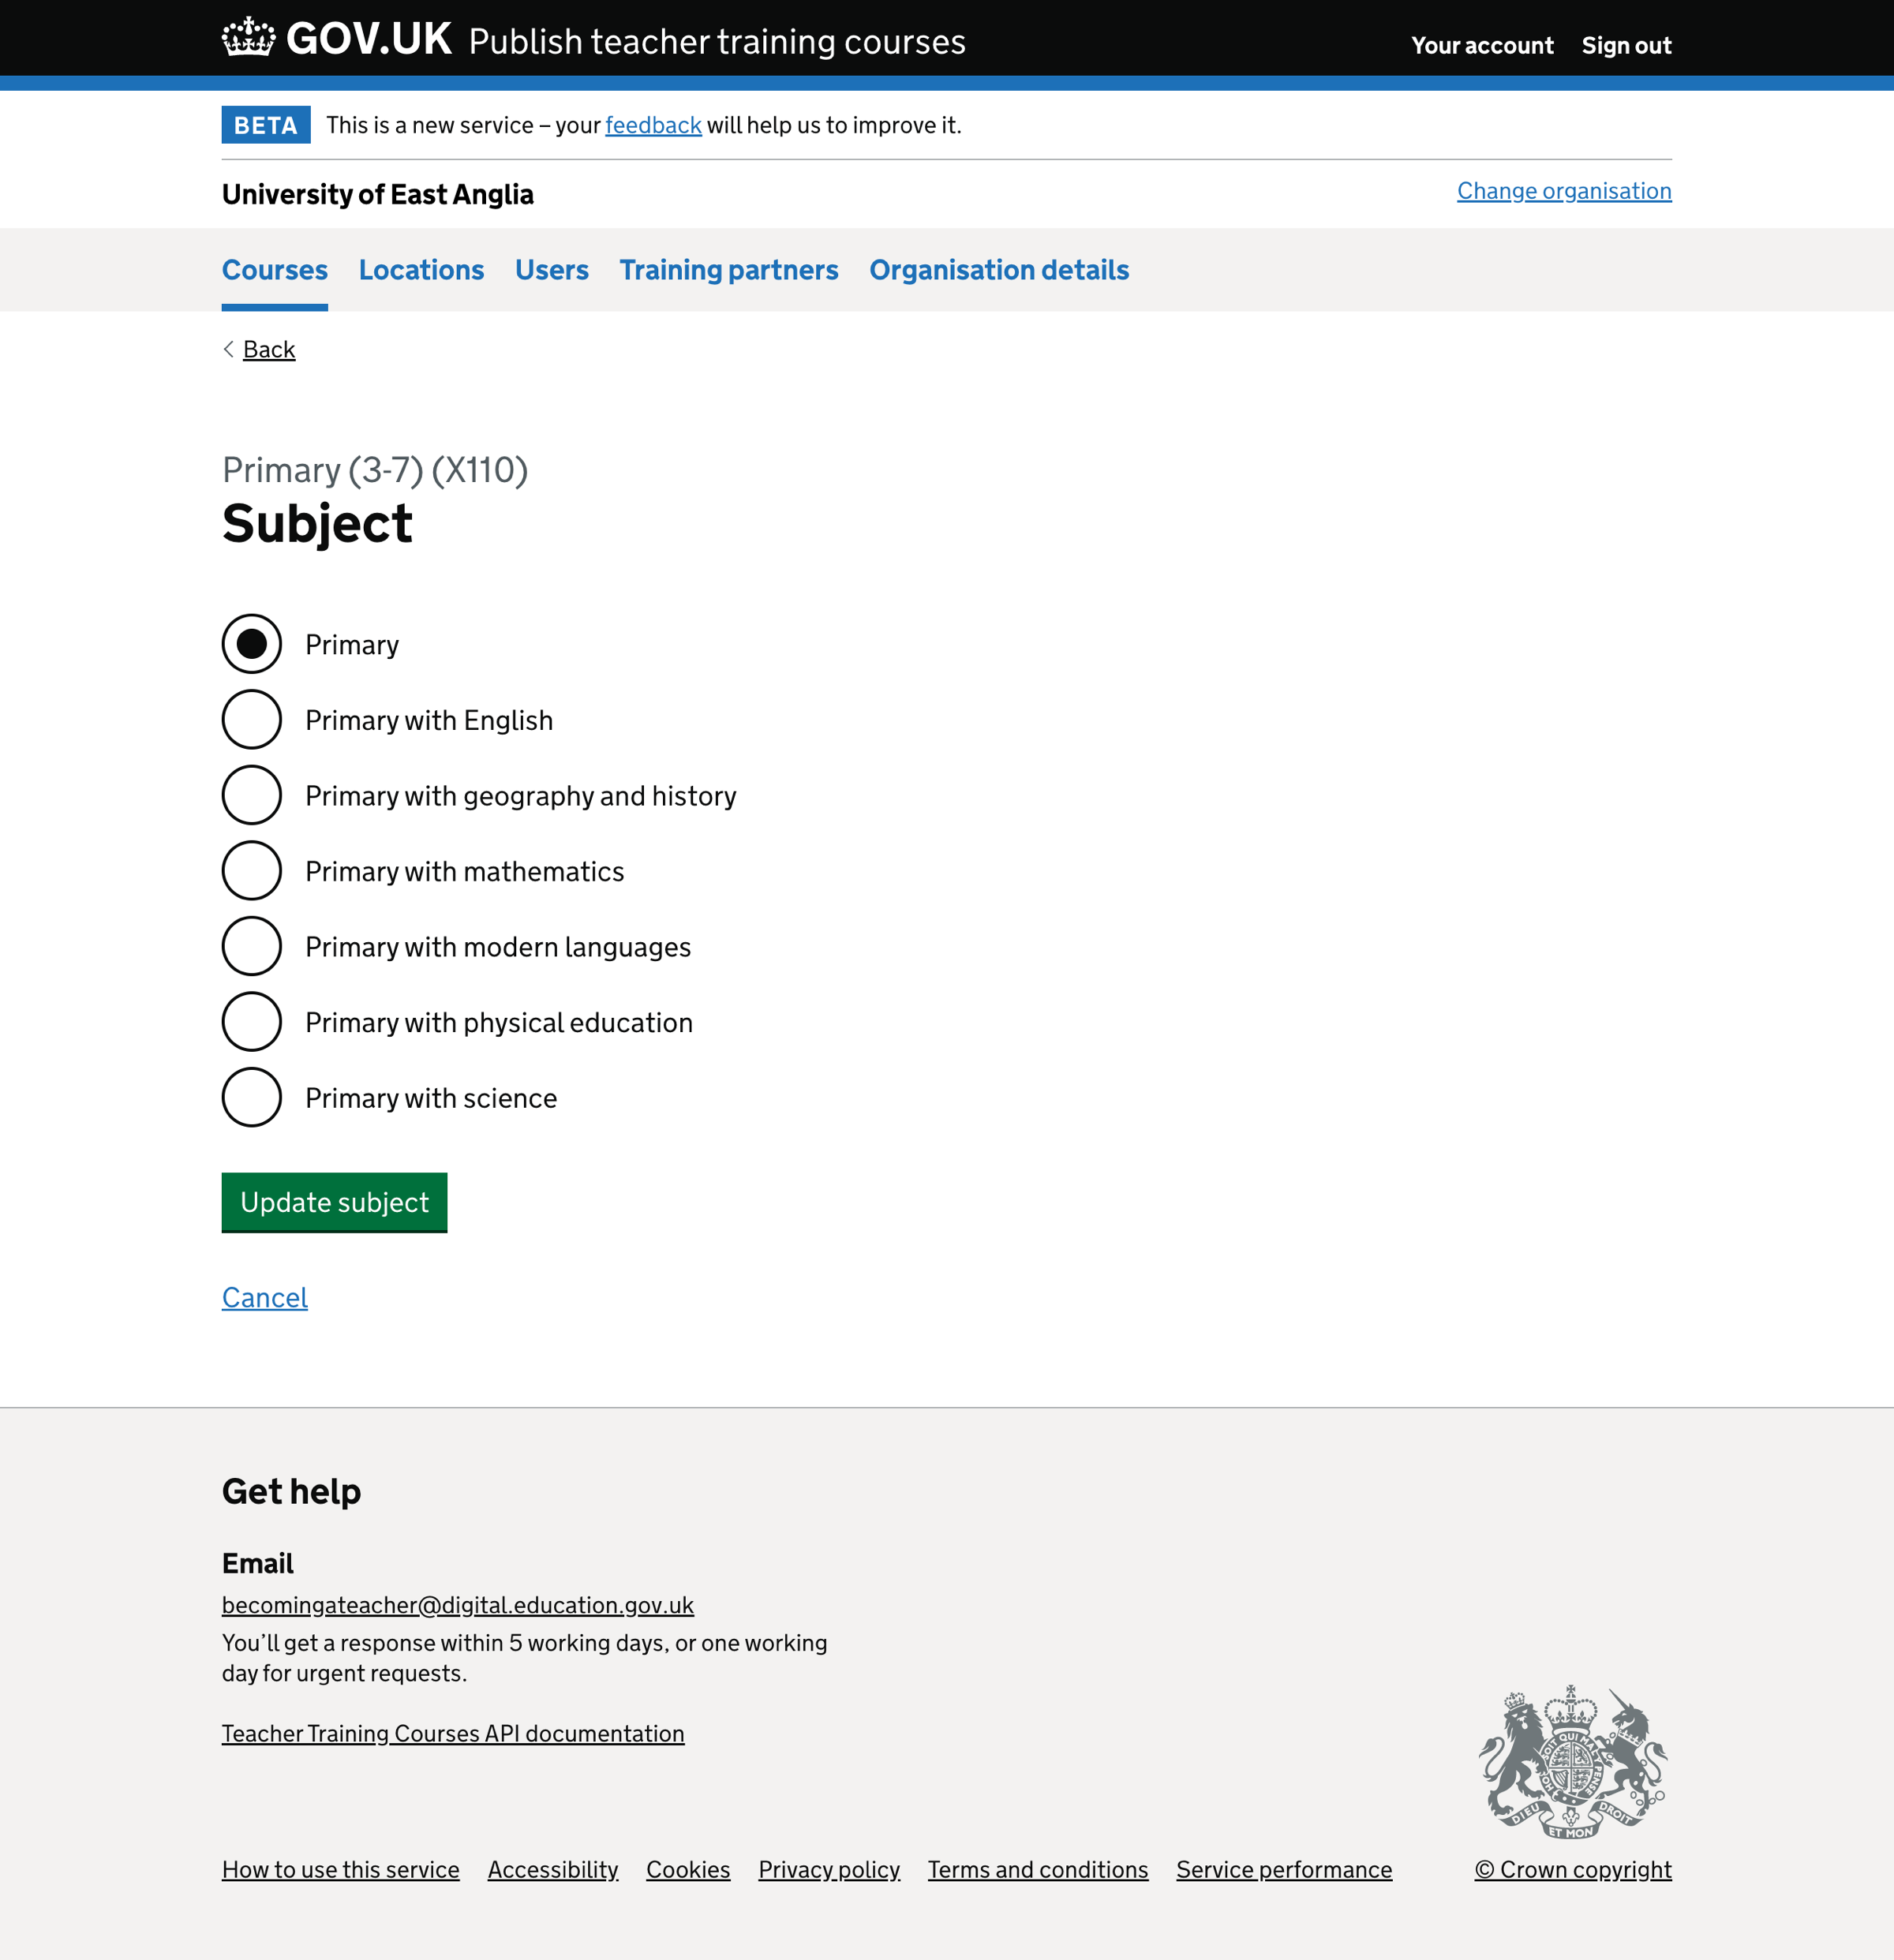 GOV.UK Publish teacher training courses
Your account Sign out
BETA This is a new service – your feedback will help us to improve it.
University of East Anglia
Change organisation
Courses Locations Users Training partners Organisation details
Back
Primary (3-7) (X110)
Subject
Primary
Primary with English
Primary with geography and history
Primary with mathematics
Primary with modern languages
Primary with physical education
Primary with science
Update subject
Cancel
Get help
Email
becomingateacher@digital.education.gov.uk
You’ll get a response within 5 working days, or one working
day for urgent requests.
Teacher Training Courses API documentation
DIEU ET MON DROIT
How to use this service Accessibility Cookies Privacy policy Terms and conditions Service performance
© Crown copyright